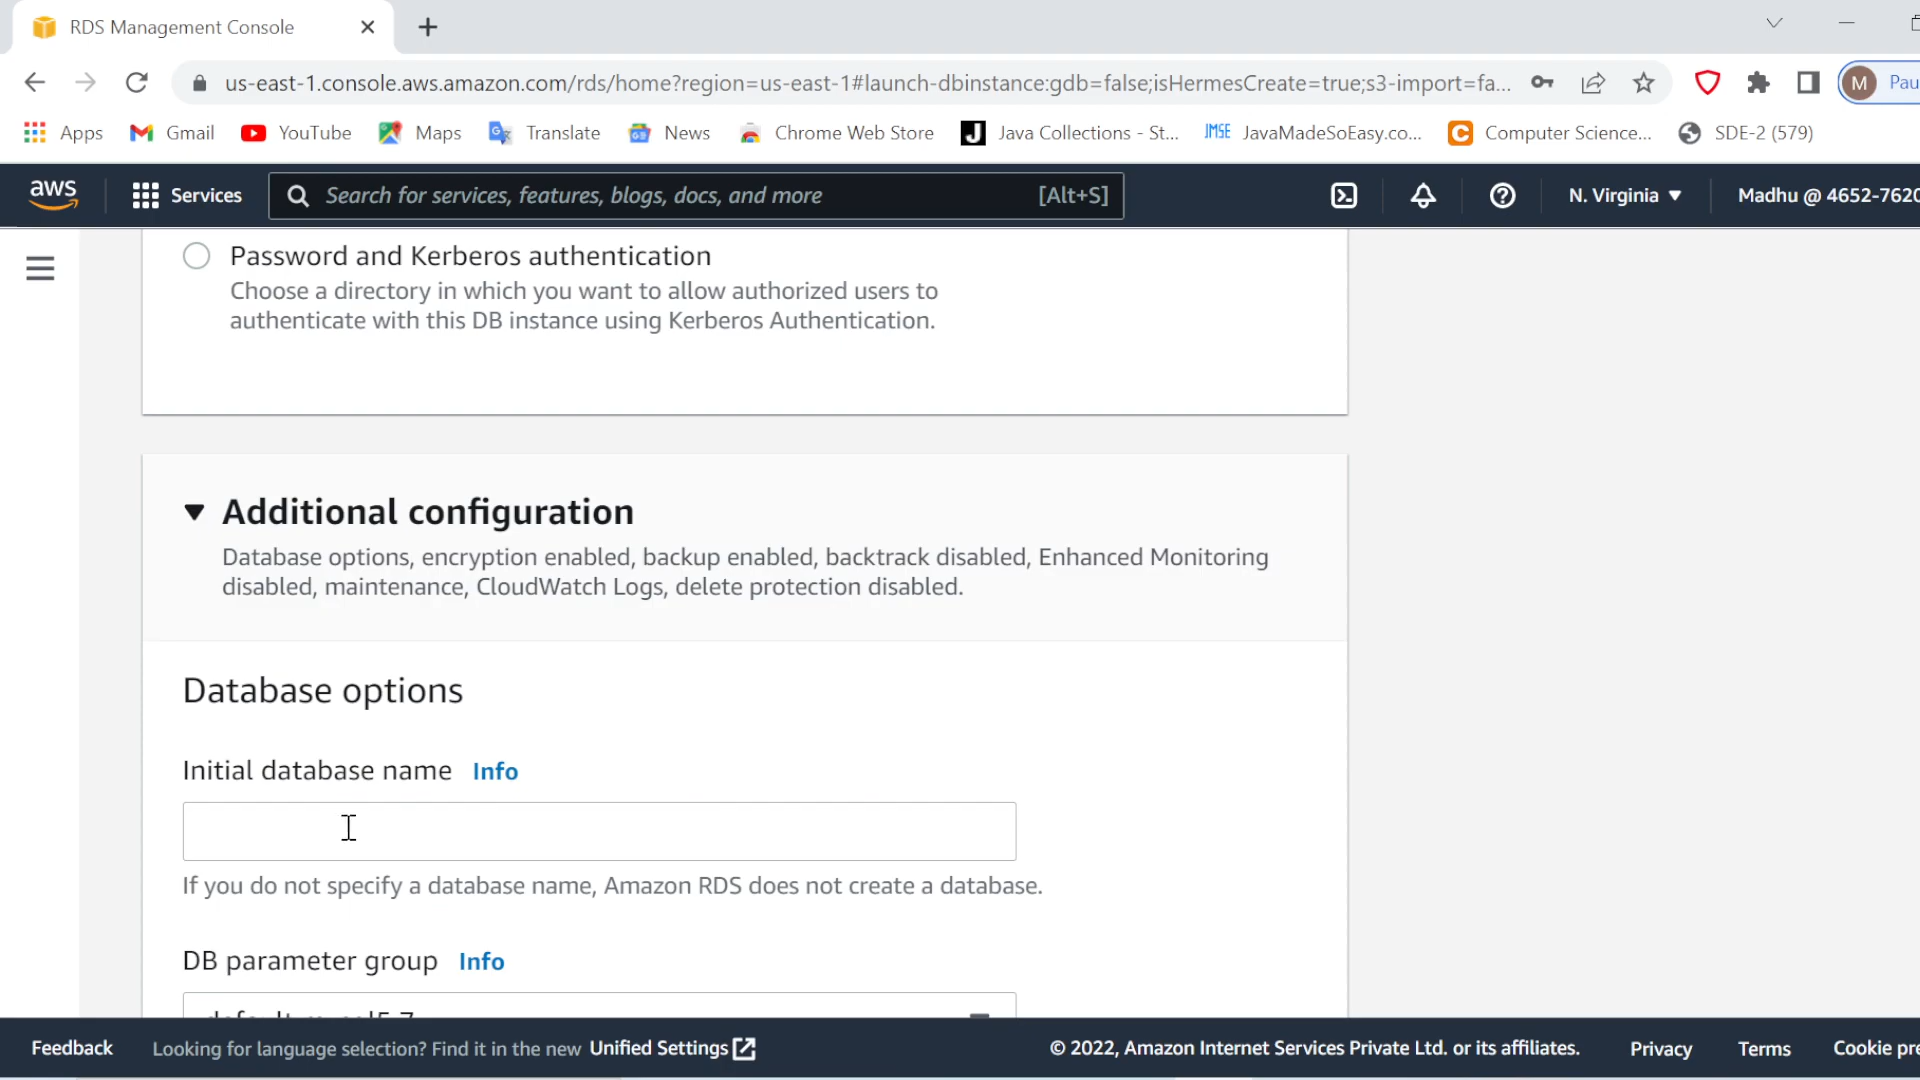 RDS Management Console
us-east-1.console.aws.amazon.com/rds/home?region=us-east-1#launch-dbinstance:gdb=false;isHermesCreate=true;s3-import=fa...
M Pau
Apps Gmail YouTube Maps Translate News Chrome Web Store Java Collections - St... JavaMadeSoEasy.co... Computer Science... SDE-2 (579)
aws Services Search for services, features, blogs, docs, and more [Alt+S] N. Virginia Madhu @ 4652-7620
Password and Kerberos authentication
Choose a directory in which you want to allow authorized users to
authenticate with this DB instance using Kerberos Authentication.
Additional configuration
Database options, encryption enabled, backup enabled, backtrack disabled, Enhanced Monitoring
disabled, maintenance, CloudWatch Logs, delete protection disabled.
Database options
Initial database name Info
If you do not specify a database name, Amazon RDS does not create a database.
DB parameter group Info
Feedback Looking for language selection? Find it in the new Unified Settings © 2022, Amazon Internet Services Private Ltd. or its affiliates. Privacy Terms Cookie pre